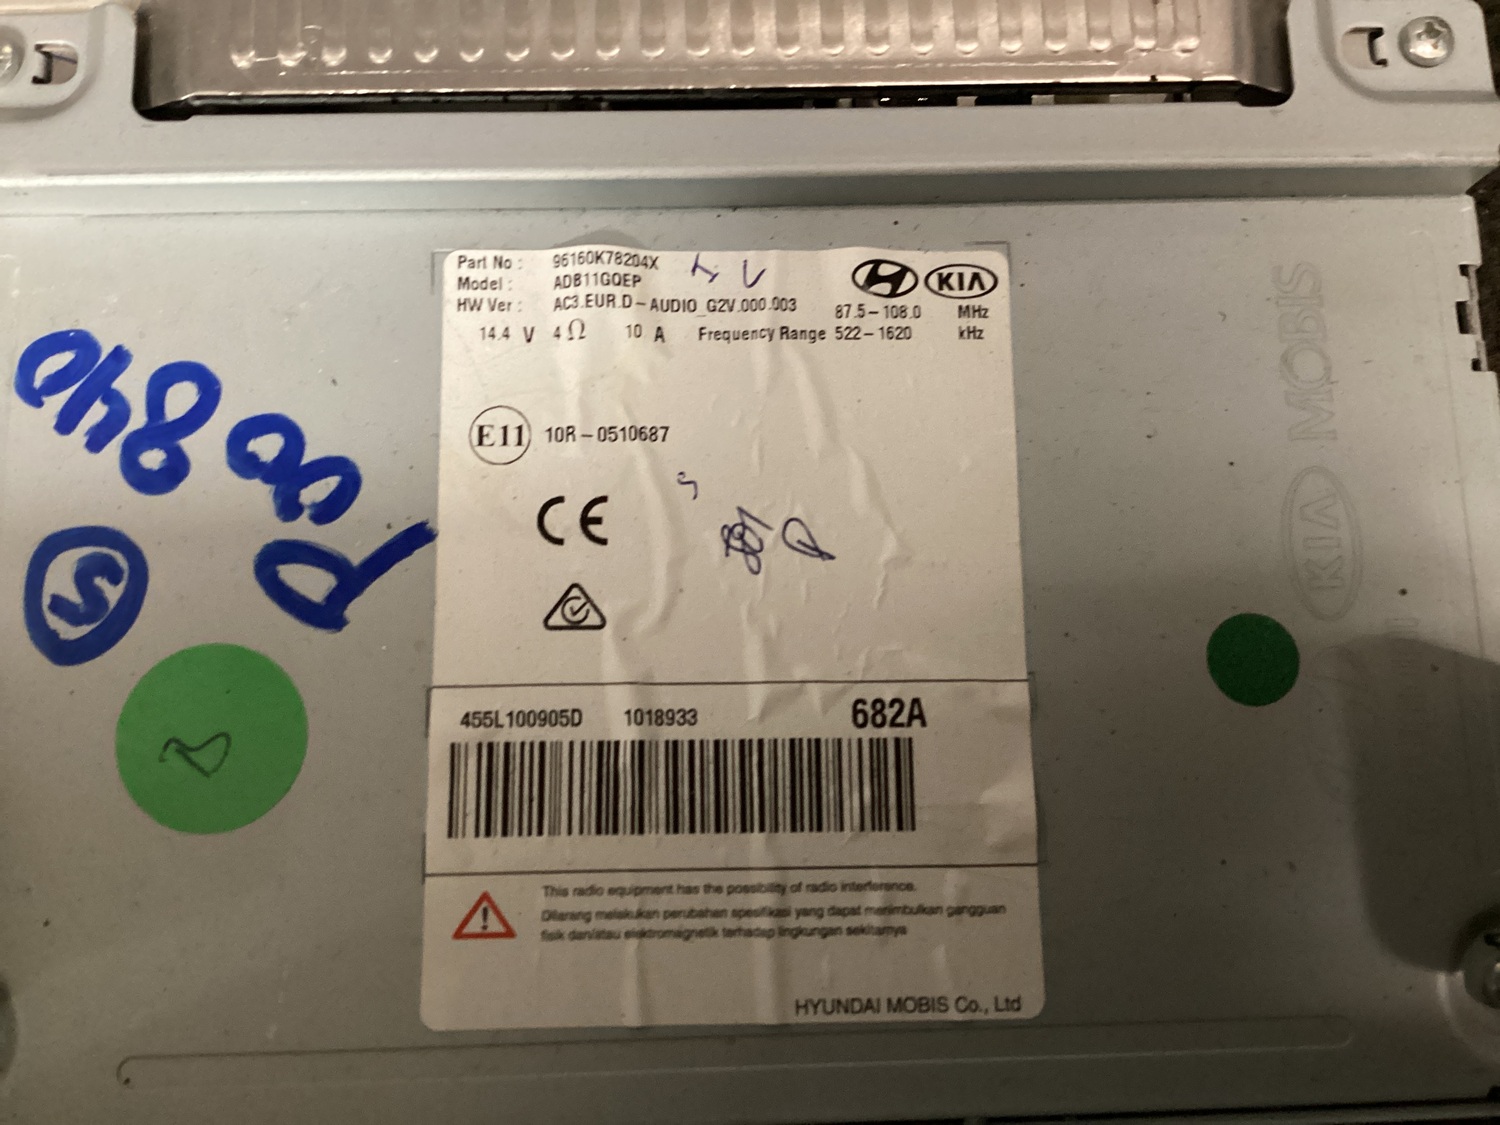 Part No : 96160K78204X
Model : ADB11GQEP
HW Ver : AC3.EUR.D-AUDIO_G2V.000.003
87.5-108.0 MHz
14.4 V 4Ω 10 A Frequency Range 522-1620 kHz
KIA
E11 10R-0510687
CE
455L100905D 1018933 682A
This radio equipment has the possibility of radio interference.
Dilarang melakukan perubahan spesifikasi yang dapat menimbulkan gangguan
fisik dan/atau elektromagnetik terhadap lingkungan sekitarnya
HYUNDAI MOBIS Co., Ltd
MOBIS
KIA
S